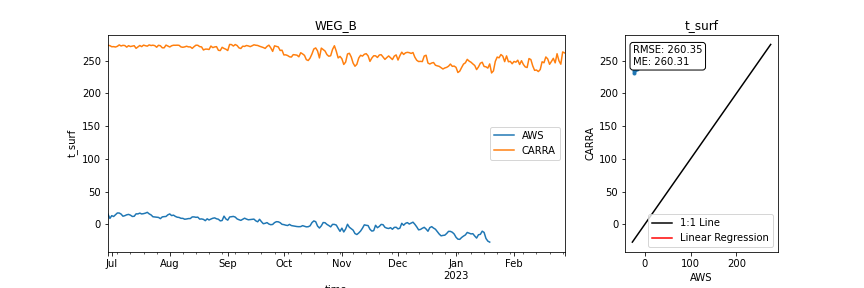 WEG_B
t_surf
250
200
150
100
50
0
t_surf
AWS
CARRA
Jul Aug Sep Oct Nov Dec Jan Feb
2023
time
t_surf
RMSE: 260.35
ME: 260.31
250
200
150
100
50
0
CARRA
1:1 Line
Linear Regression
0 100 200
AWS